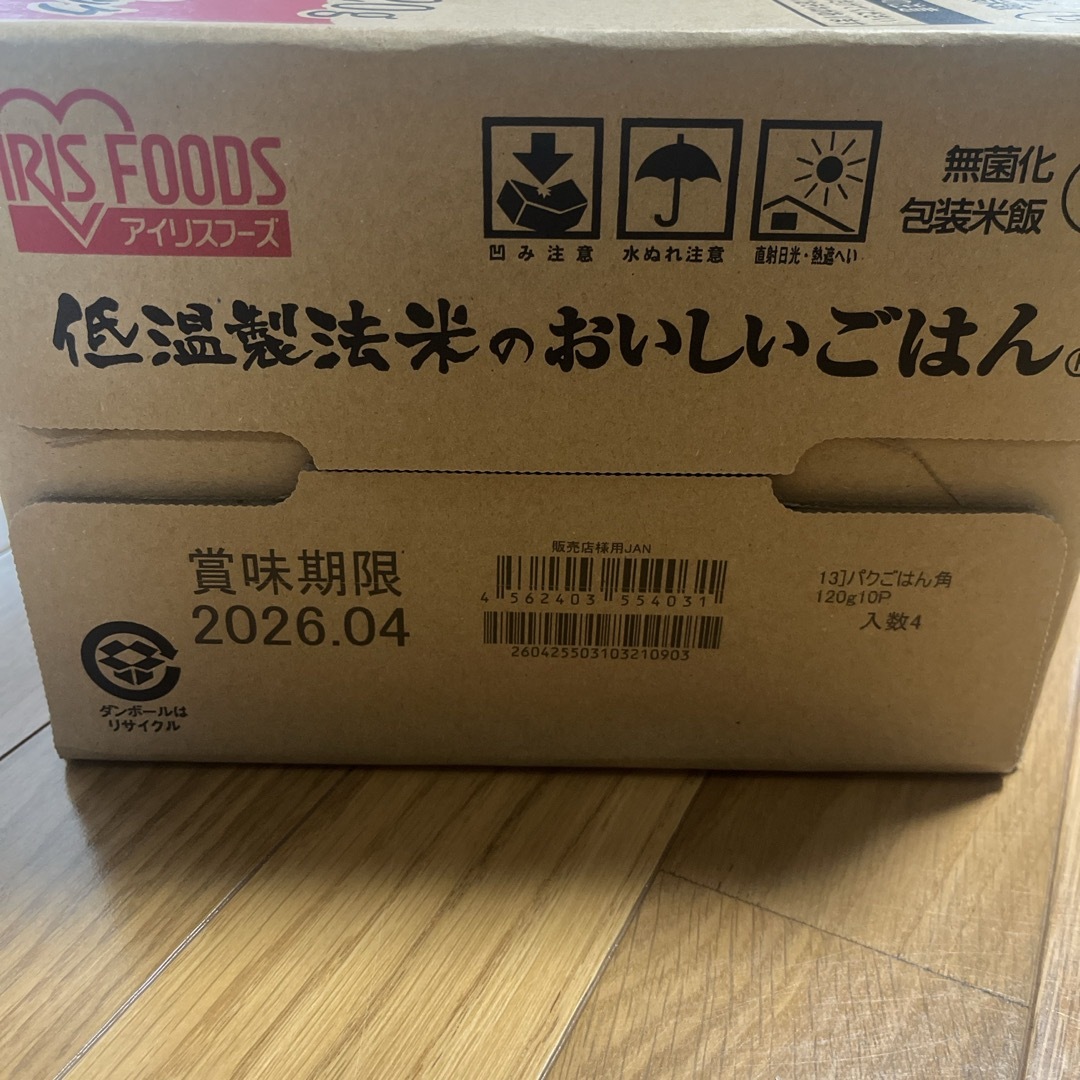 IRIS FOODS
アイリスフーズ
凹み注意
水ぬれ注意
直射日光・熱遮へい
無菌化
包装米飯
低温製法米のおいしいごはん
賞味期限
2026.04
販売店様用JAN
4 562403 554031
260425503103210903
13]パクごはん角
120g10P
入数4
ダンボールは
リサイクル